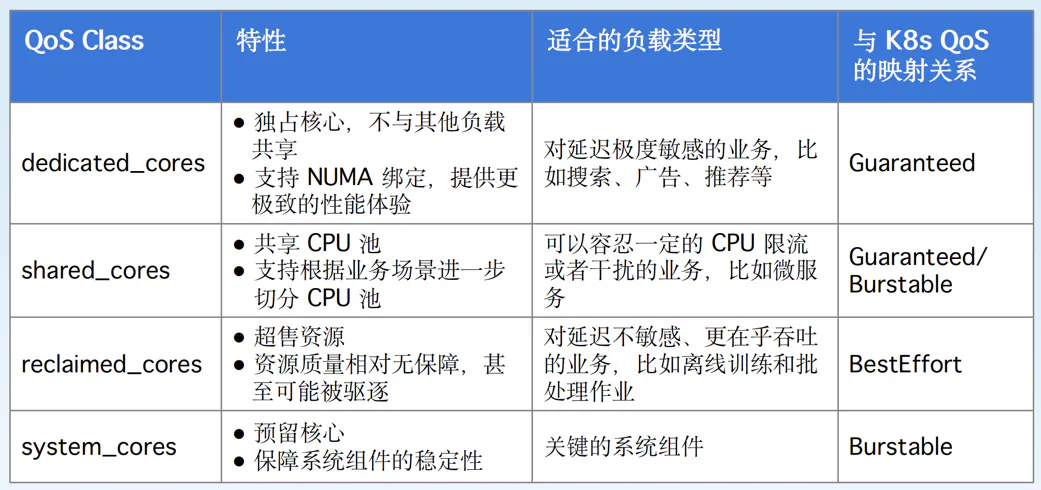 QoS Class
特性
适合的负载类型
与 K8s QoS
的映射关系
dedicated_cores
● 独占核心，不与其他负载
共享
● 支持 NUMA 绑定，提供更
极致的性能体验
对延迟极度敏感的业务，比
如搜索、广告、推荐等
Guaranteed
shared_cores
● 共享 CPU 池
● 支持根据业务场景进一步
切分 CPU 池
可以容忍一定的 CPU 限流
或者干扰的业务，比如微服
务
Guaranteed/
Burstable
reclaimed_cores
● 超售资源
● 资源质量相对无保障，甚
至可能被驱逐
对延迟不敏感、更在乎吞吐
的业务，比如离线训练和批
处理作业
BestEffort
system_cores
● 预留核心
● 保障系统组件的稳定性
关键的系统组件
Burstable